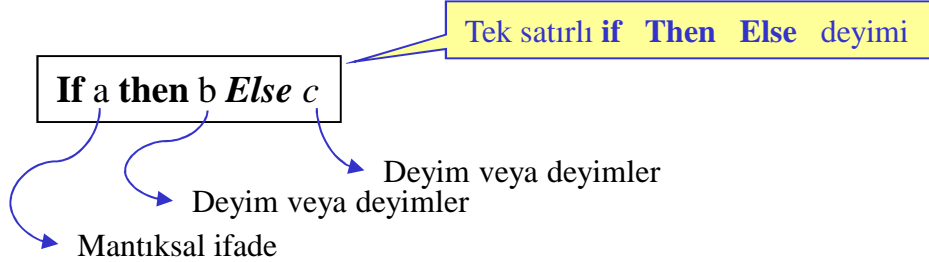 Tek satırlı if Then Else deyimi
If a then b Else c
Deyim veya deyimler
Deyim veya deyimler
Mantıksal ifade